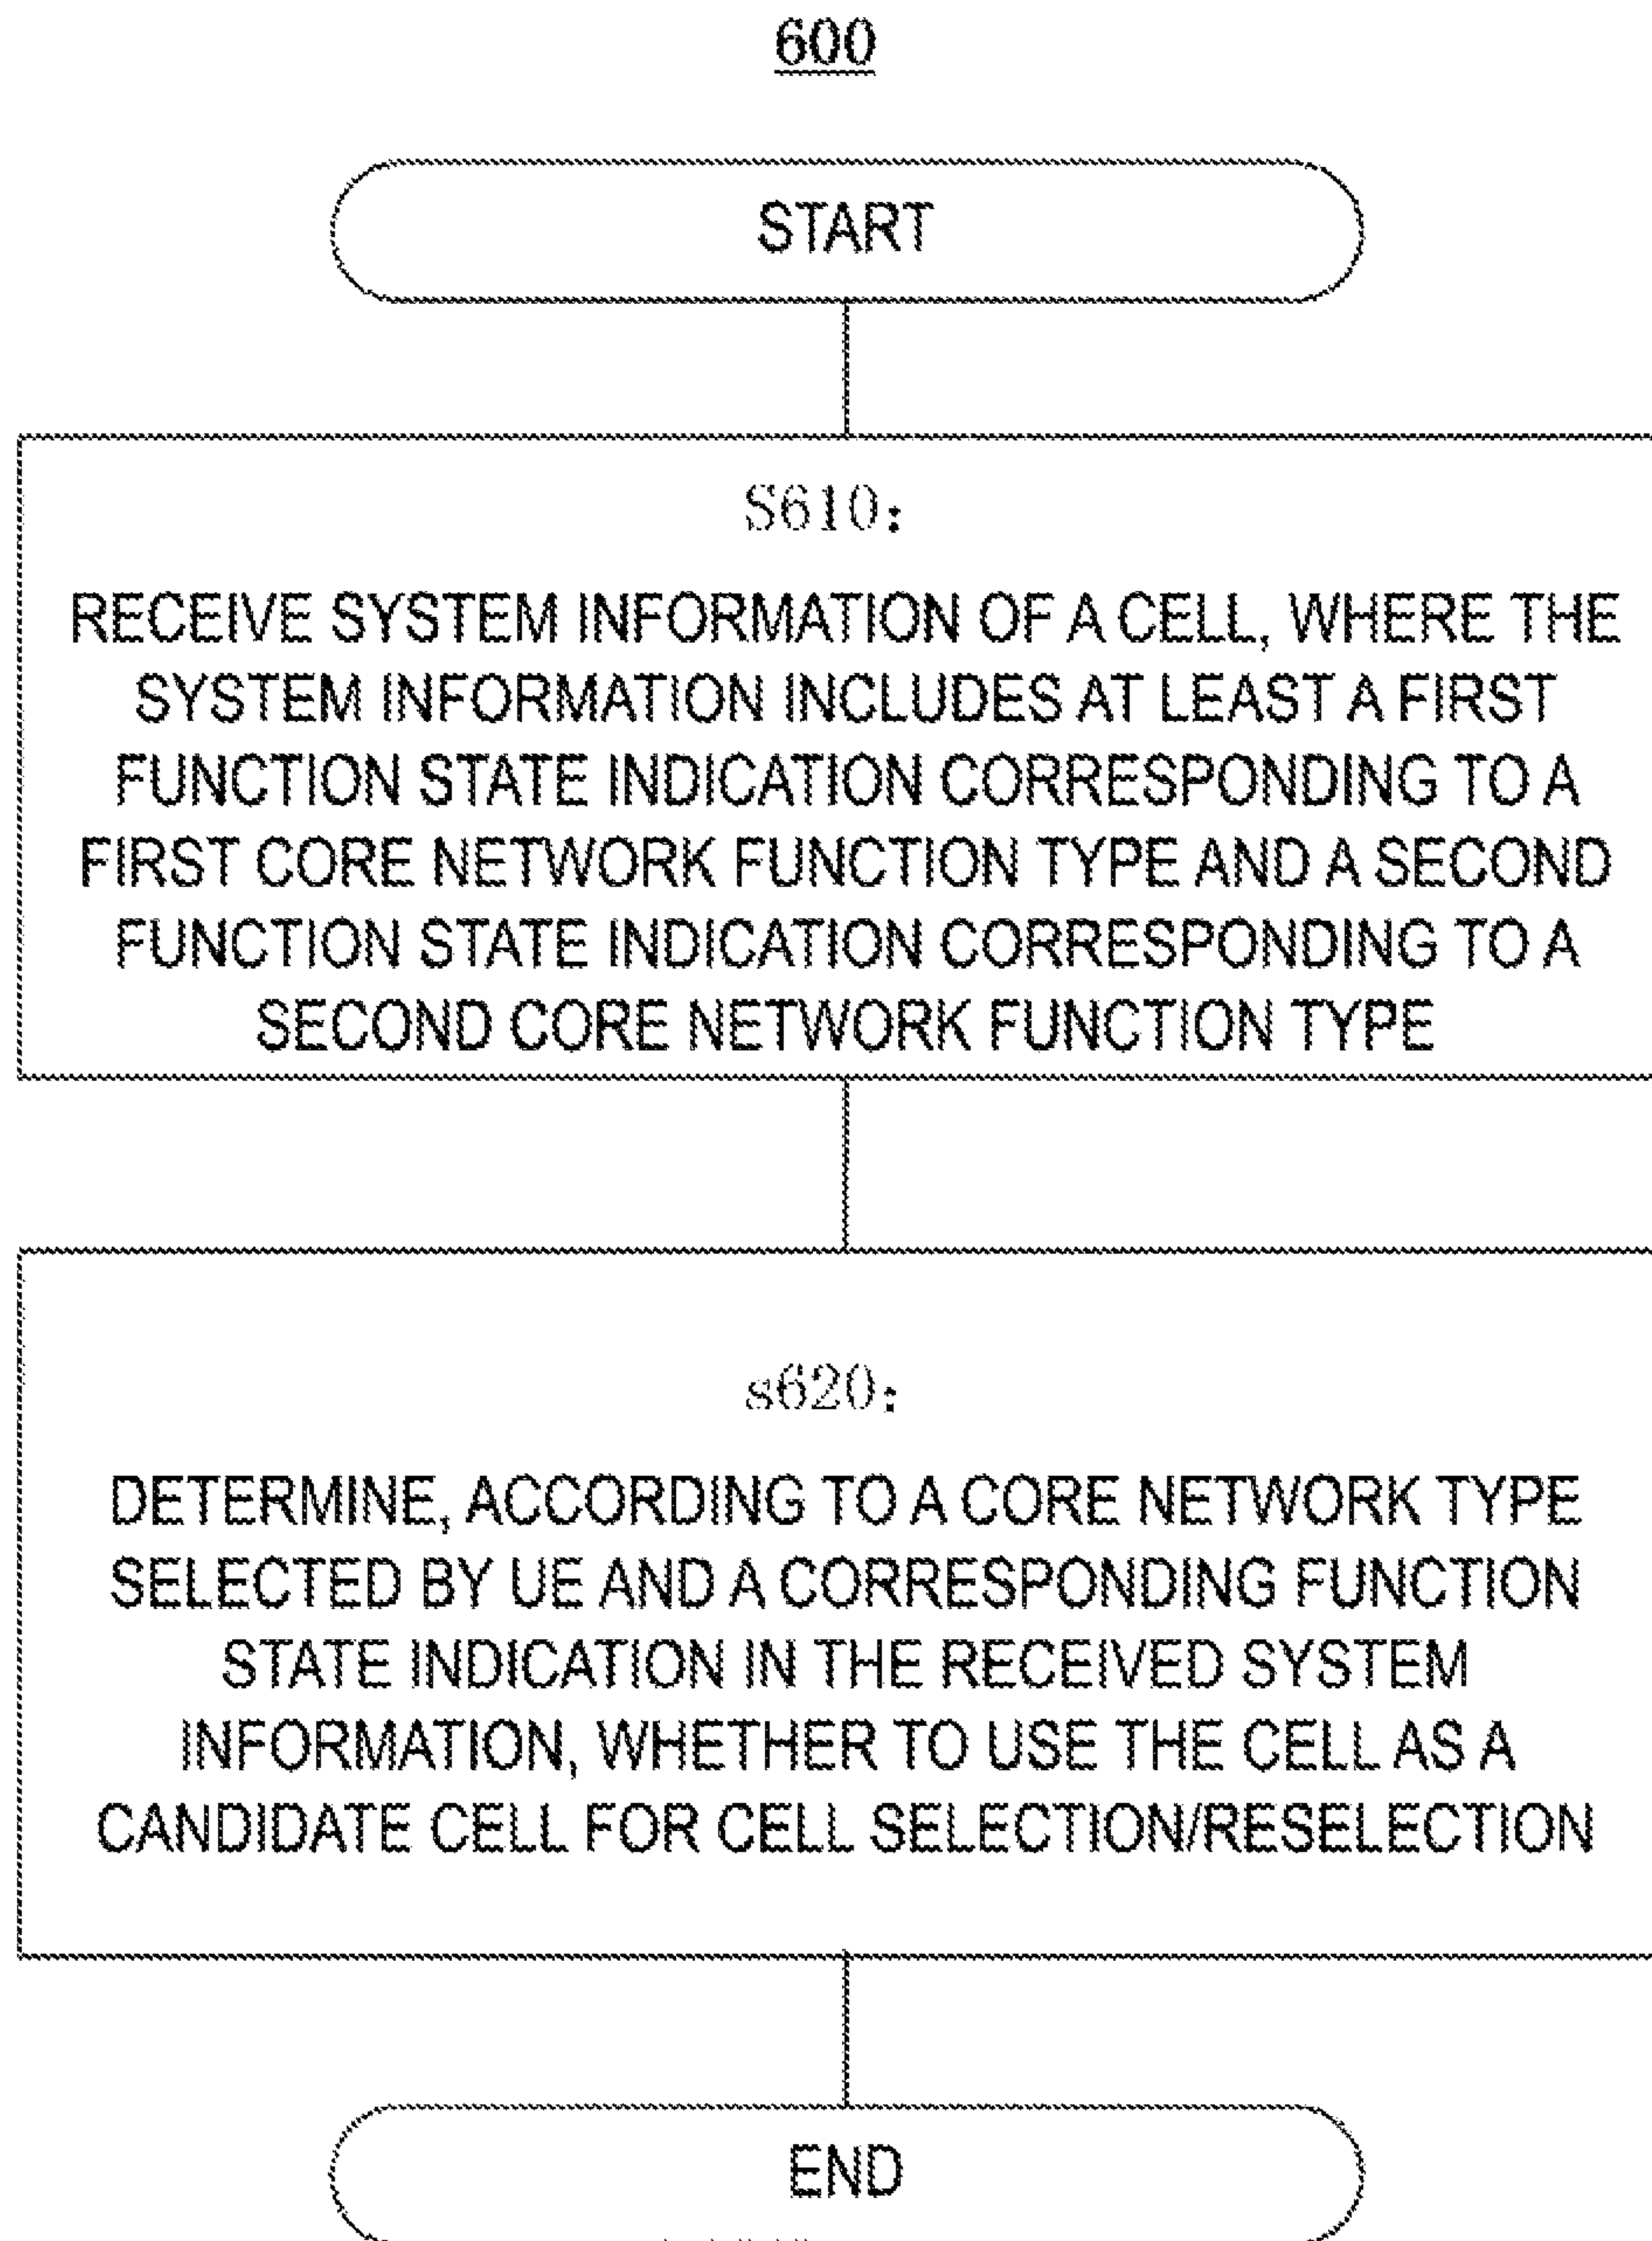 600
START
S610:
RECEIVE SYSTEM INFORMATION OF A CELL, WHERE THE
SYSTEM INFORMATION INCLUDES AT LEAST A FIRST
FUNCTION STATE INDICATION CORRESPONDING TO A
FIRST CORE NETWORK FUNCTION TYPE AND A SECOND
FUNCTION STATE INDICATION CORRESPONDING TO A
SECOND CORE NETWORK FUNCTION TYPE
s620:
DETERMINE, ACCORDING TO A CORE NETWORK TYPE
SELECTED BY UE AND A CORRESPONDING FUNCTION
STATE INDICATION IN THE RECEIVED SYSTEM
INFORMATION, WHETHER TO USE THE CELL AS A
CANDIDATE CELL FOR CELL SELECTION/RESELECTION
END